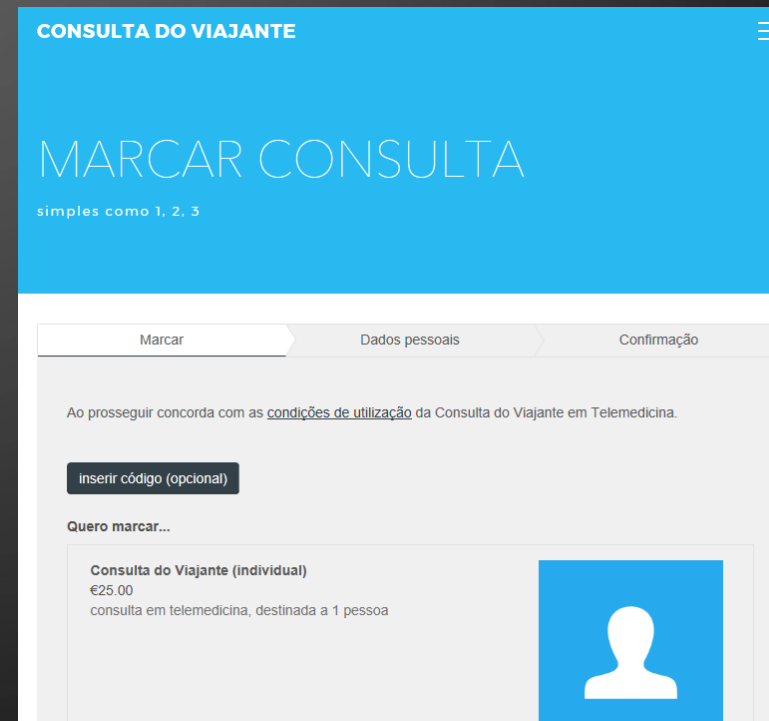 CONSULTA DO VIAJANTE
MARCAR CONSULTA
simples como 1, 2, 3
Marcar
Dados pessoais
Confirmação
Ao prosseguir concorda com as condições de utilização da Consulta do Viajante em Telemedicina.
inserir código (opcional)
Quero marcar...
Consulta do Viajante (individual)
€25.00
consulta em telemedicina, destinada a 1 pessoa